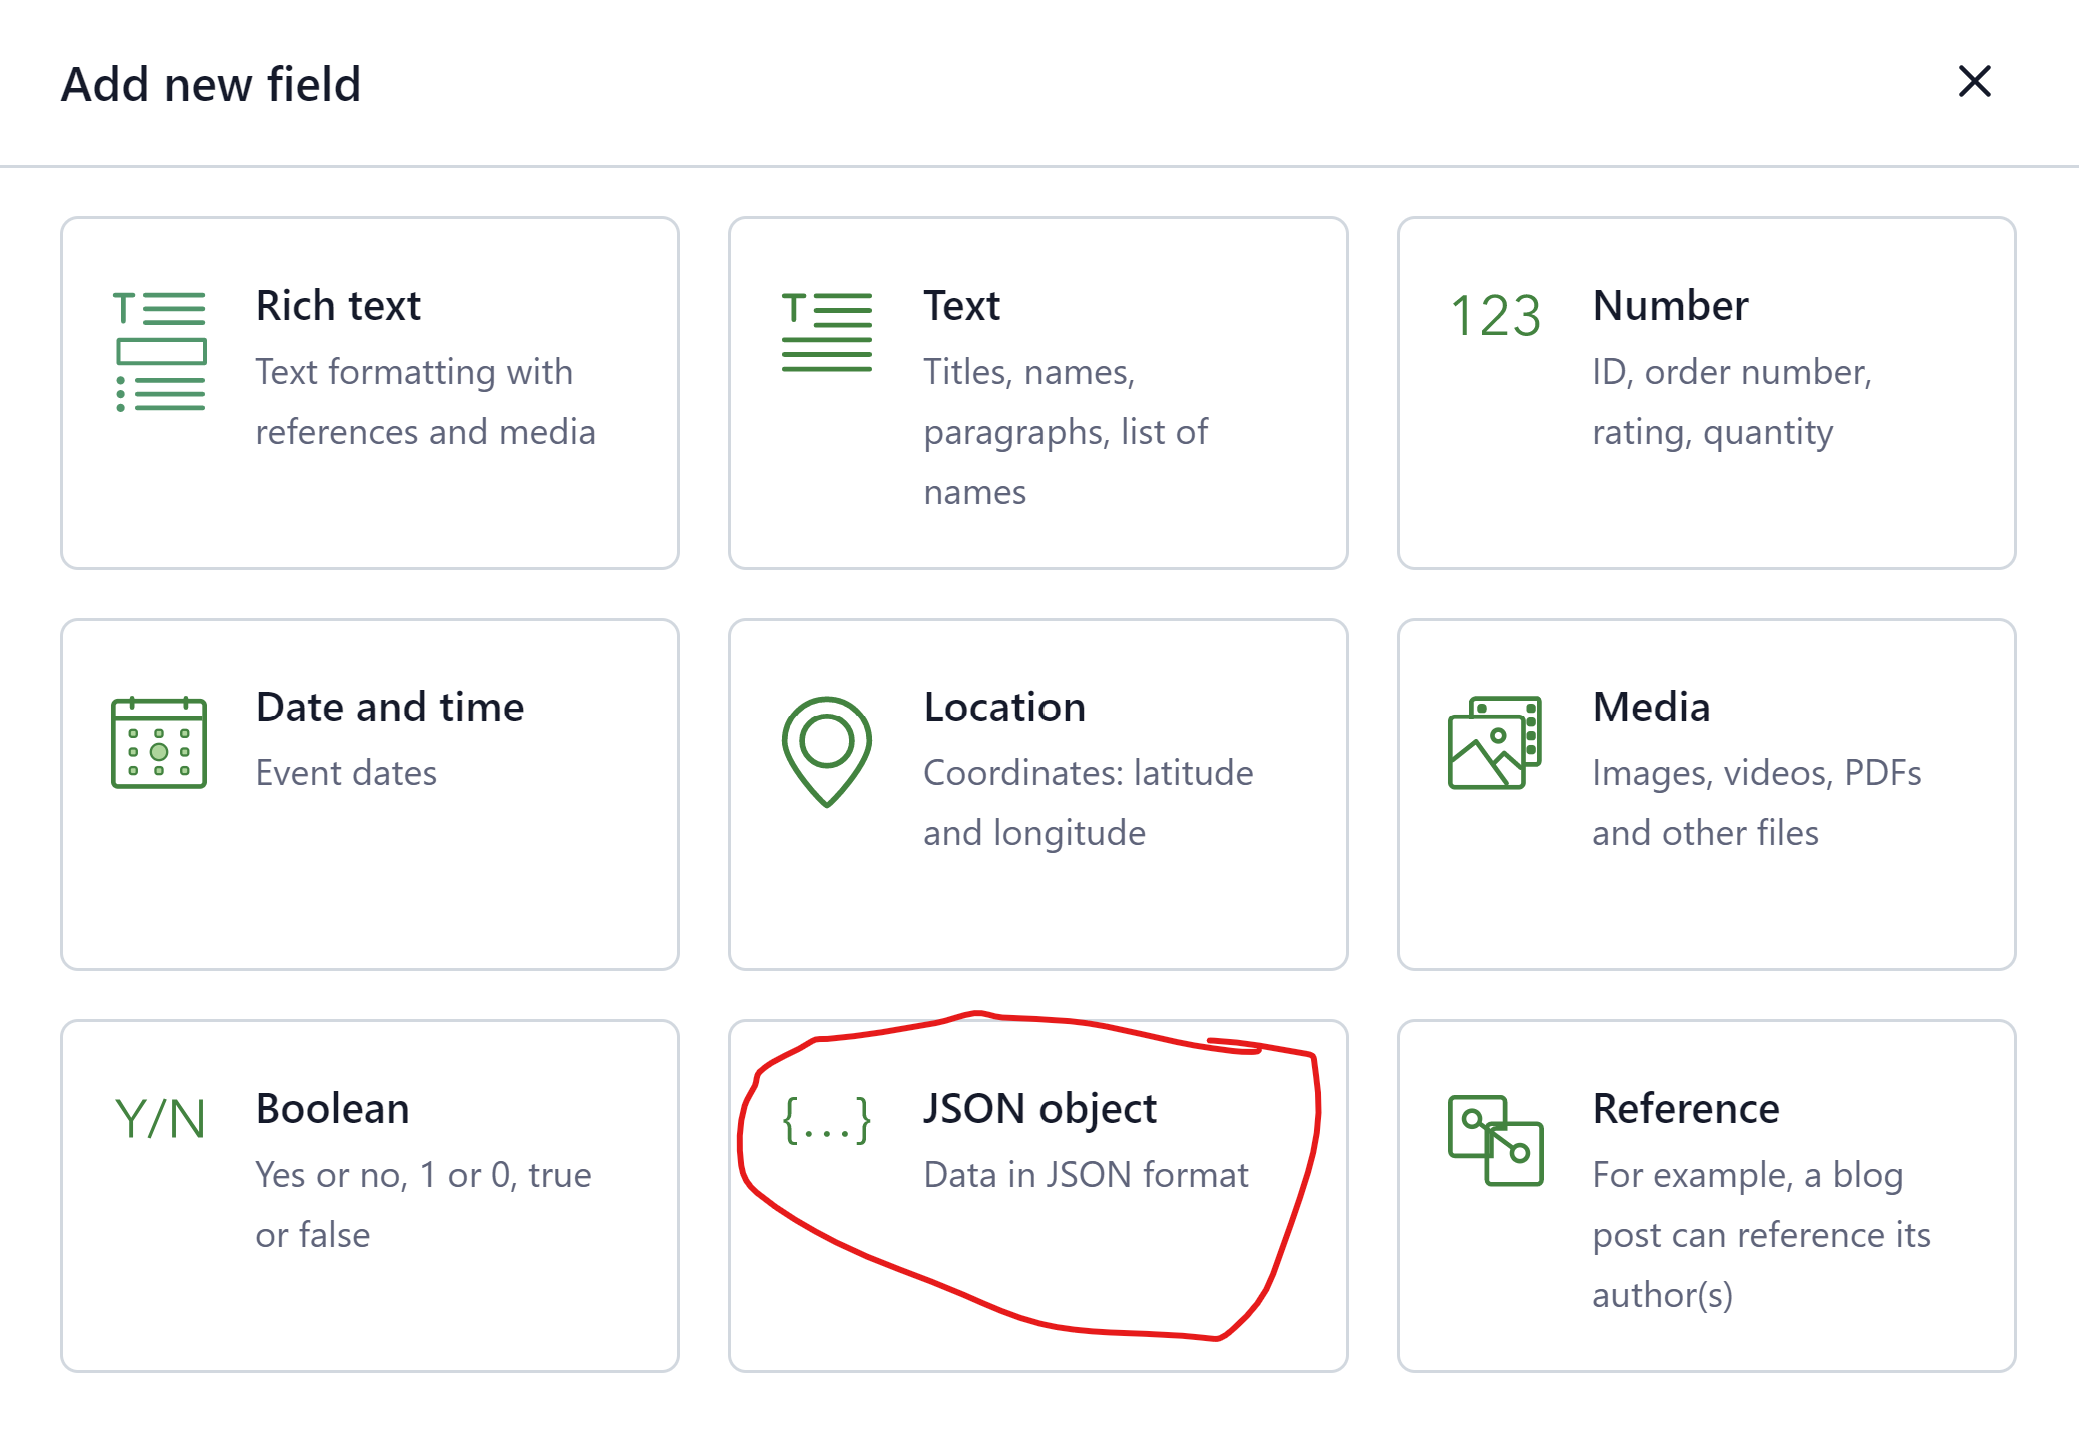 Add new field
Rich text
Text formatting with
references and media
Text
Titles, names,
paragraphs, list of
names
123
Number
ID, order number,
rating, quantity
Date and time
Event dates
Location
Coordinates: latitude
and longitude
Media
Images, videos, PDFs
and other files
Y/N
Boolean
Yes or no, 1 or 0, true
or false
{...}
JSON object
Data in JSON format
Reference
For example, a blog
post can reference its
author(s)